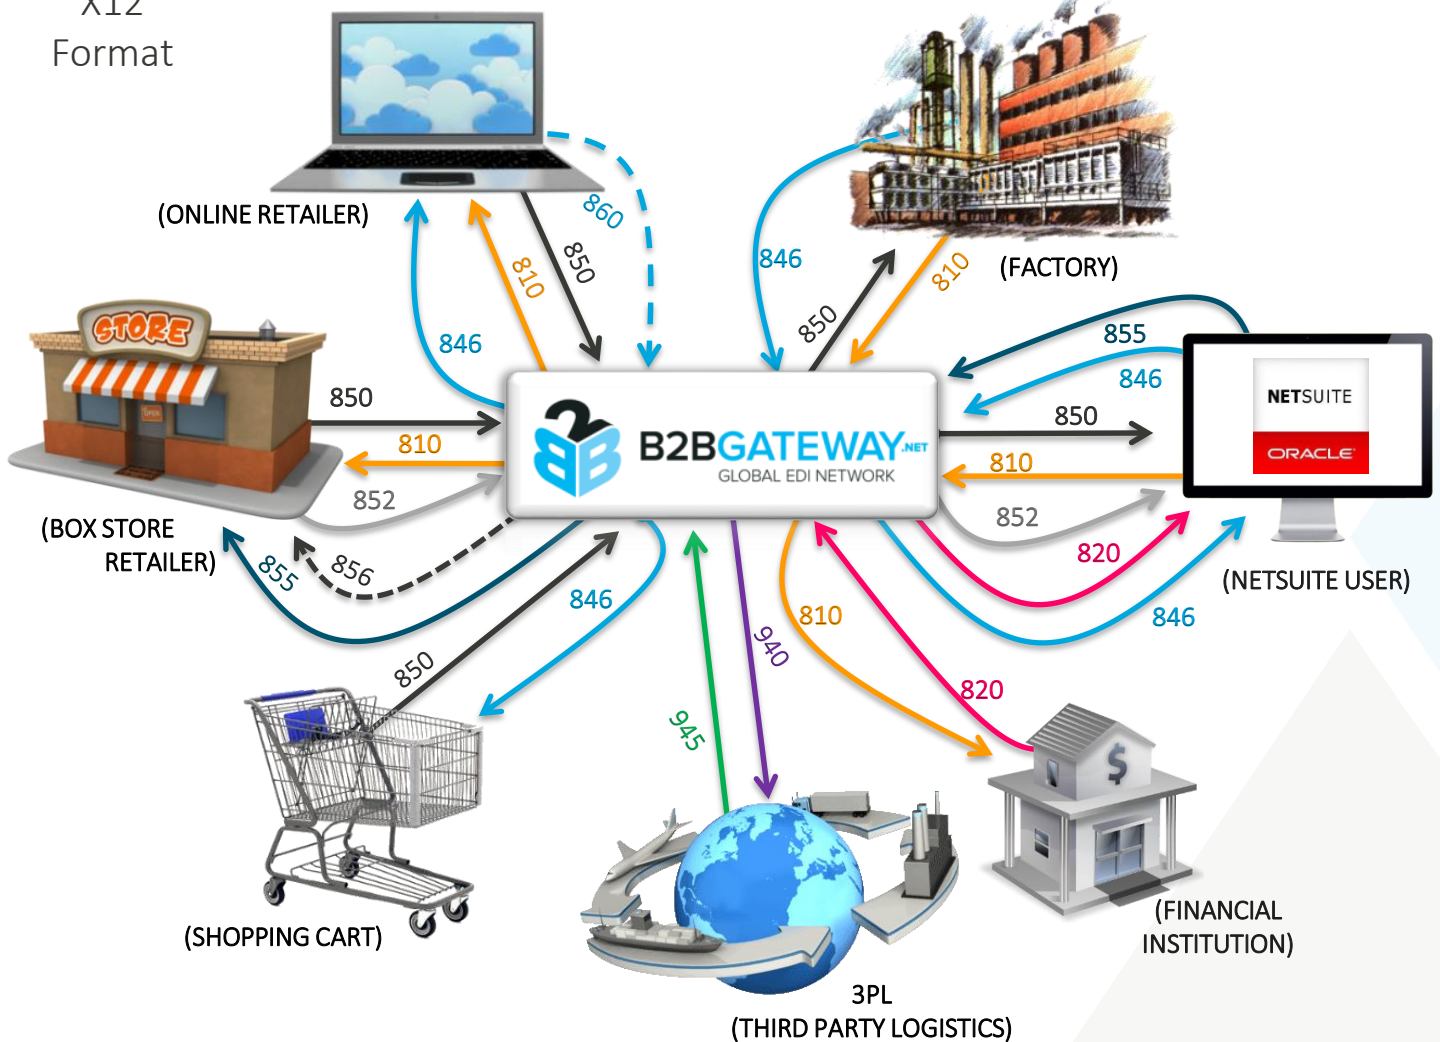 X12
Format
(ONLINE RETAILER)
860
850
810
846
846
850
810
(FACTORY)
STORE
OPEN
850
810
852
(BOX STORE
RETAILER)
856
855
B2BGATEWAY.NET
GLOBAL EDI NETWORK
855
846
850
810
852
820
846
NETSUITE
ORACLE
(NETSUITE USER)
850
846
(SHOPPING CART)
945
940
810
820
$
(FINANCIAL
INSTITUTION)
3PL
(THIRD PARTY LOGISTICS)